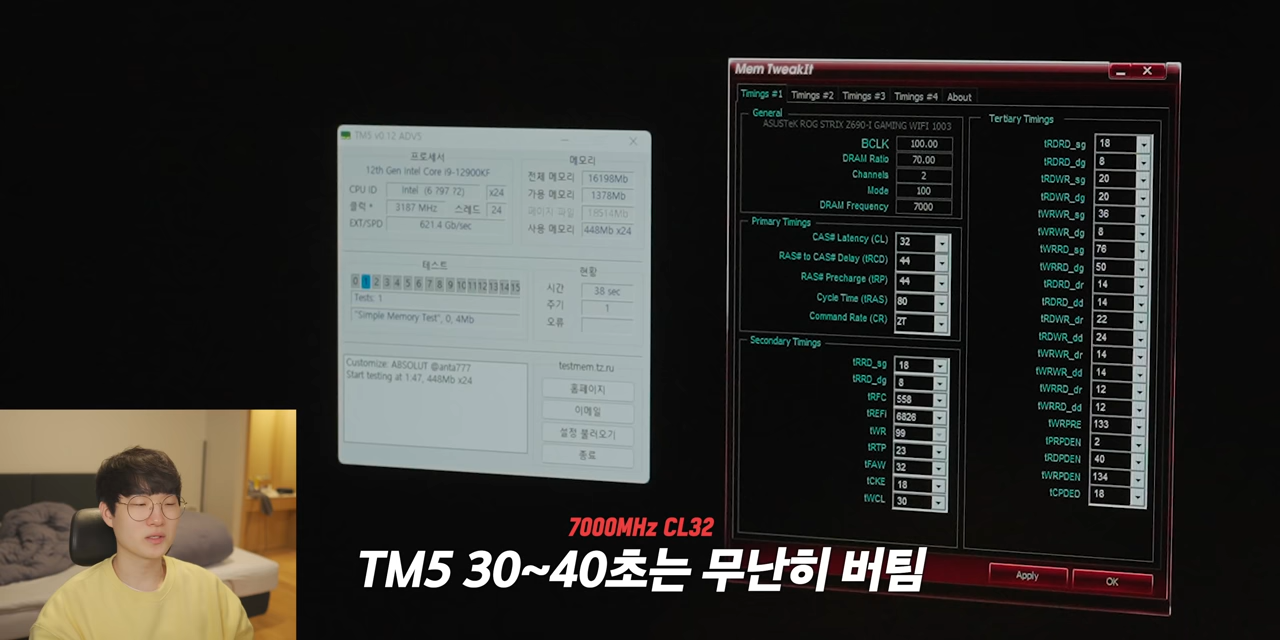 TM5 v0.12 ADV5
프로세서
12th Gen Intel Core i9-12900KF
CPU ID Intel (6 ?97 ?2) x24
클럭 * 3187 MHz 스레드 24
EXT/SPD 621.4 Gb/sec
메모리
전체 메모리 16198Mb
가용 메모리 1378Mb
페이지 파일 18514Mb
사용 메모리 448Mb x24
테스트
0 1 2 3 4 5 6 7 8 9 10 11 12 13 14 15
Tests: 1
"Simple Memory Test", 0, 4Mb
현황
시간 38 sec
주기 1
오류
Customize: ABSOLUT @anta777
Start testing at 1:47, 448Mb x24
testmem.tz.ru
홈페이지
이메일
설정 불러오기
종료
Mem TweakIt
Timings #1 Timings #2 Timings #3 Timings #4 About
General
ASUSTeK ROG STRIX Z690-I GAMING WIFI 1003
BCLK 100.00
DRAM Ratio 70.00
Channels 2
Mode 100
DRAM Frequency 7000
Primary Timings
CAS# Latency (CL) 32
RAS# to CAS# Delay (tRCD) 44
RAS# Precharge (tRP) 44
Cycle Time (tRAS) 80
Command Rate (CR) 2T
Secondary Timings
tRRD_sg 18
tRRD_dg 8
tRFC 558
tREFI 6826
tWR 99
tRTP 23
tFAW 32
tCKE 18
tWCL 30
Tertiary Timings
tRDRD_sg 18
tRDRD_dg 8
tRDWR_sg 20
tRDWR_dg 20
tWRWR_sg 36
tWRWR_dg 8
tWRRD_sg 76
tWRRD_dg 50
tRDRD_dr 14
tRDRD_dd 14
tRDWR_dr 22
tRDWR_dd 24
tWRWR_dr 14
tWRWR_dd 14
tWRRD_dr 12
tWRRD_dd 12
tWRPRE 133
tPRPDEN 2
tRDPDEN 40
tWRPDEN 134
tCPDED 18
Apply OK
7000MHz CL32
TM5 30~40초는 무난히 버팀